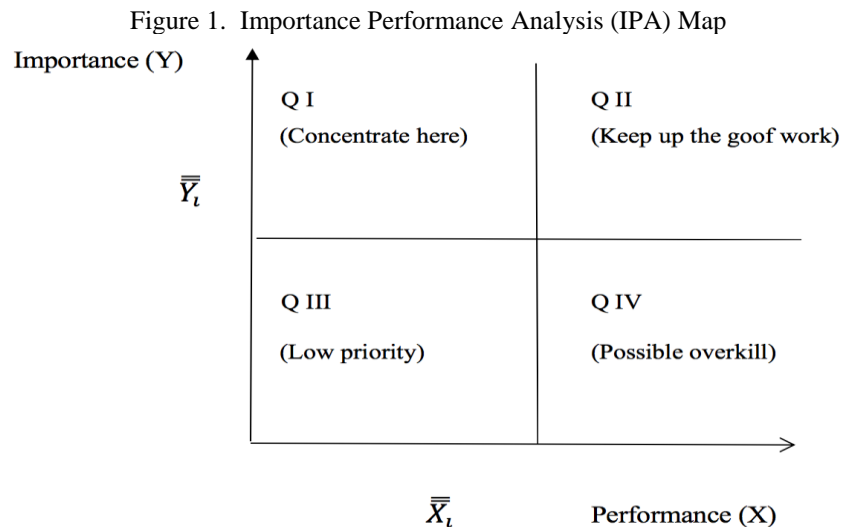 Figure 1. Importance Performance Analysis (IPA) Map
Importance (Y)
Q I
(Concentrate here)
Q II
(Keep up the goof work)
Y̿ᵢ
Q III
(Low priority)
Q IV
(Possible overkill)
X̿ᵢ
Performance (X)